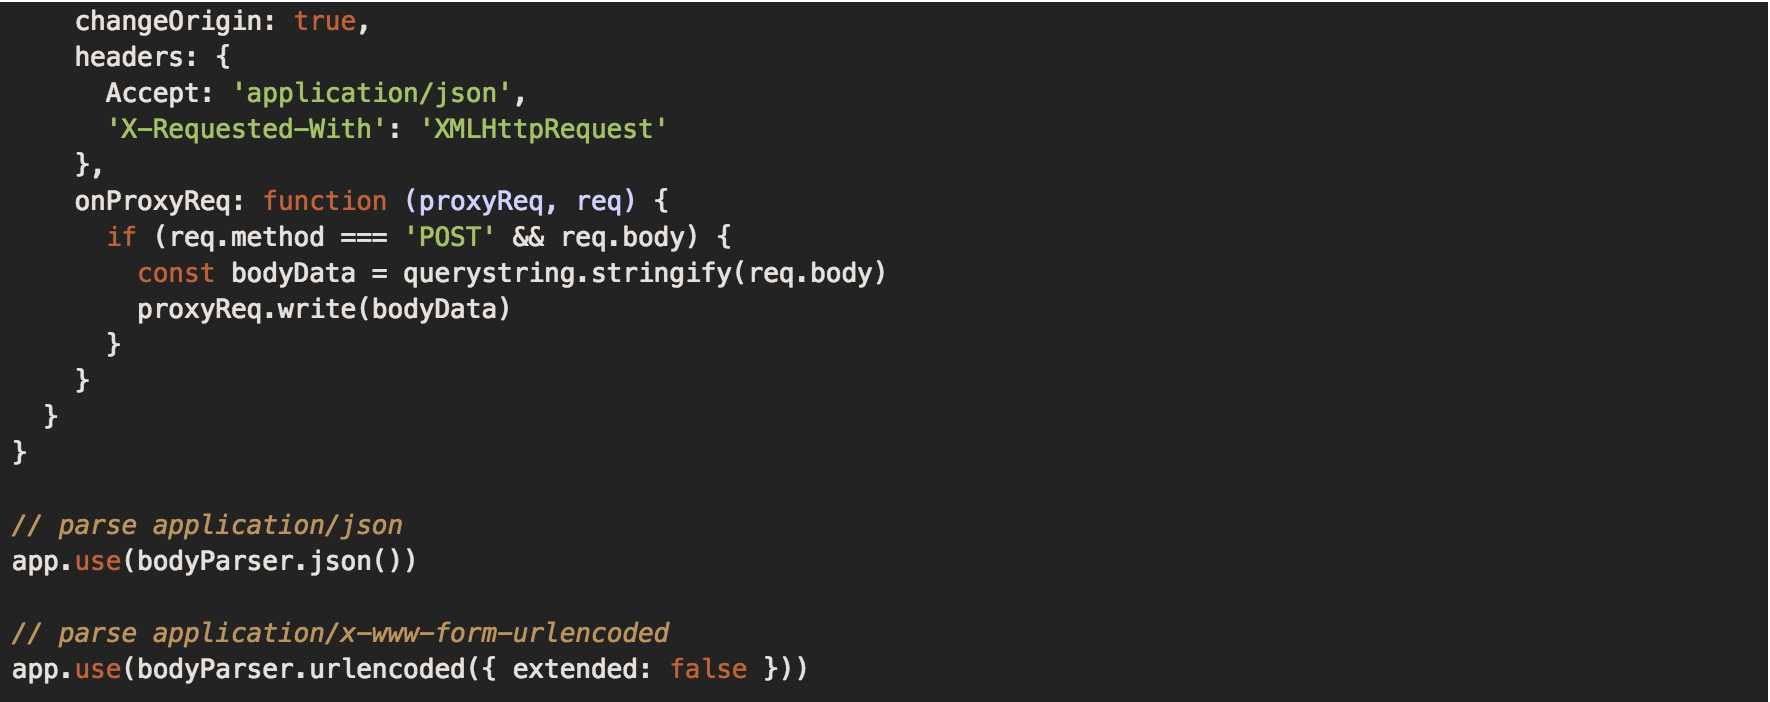 changeOrigin: true,
    headers: {
      Accept: 'application/json',
      'X-Requested-With': 'XMLHttpRequest'
    },
    onProxyReq: function (proxyReq, req) {
      if (req.method === 'POST' && req.body) {
        const bodyData = querystring.stringify(req.body)
        proxyReq.write(bodyData)
      }
    }
  }
}

// parse application/json
app.use(bodyParser.json())

// parse application/x-www-form-urlencoded
app.use(bodyParser.urlencoded({ extended: false }))